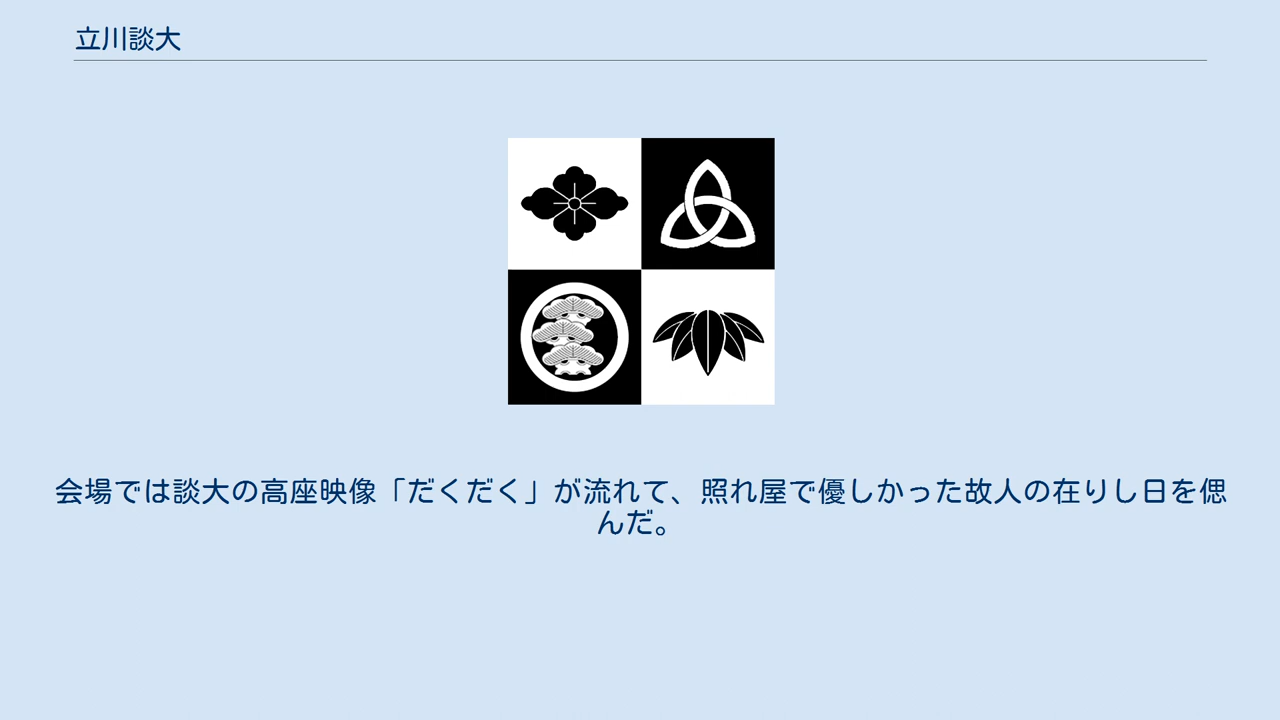 立川談大
会場では談大の高座映像「だくだく」が流れて、照れ屋で優しかった故人の在りし日を偲
んだ。